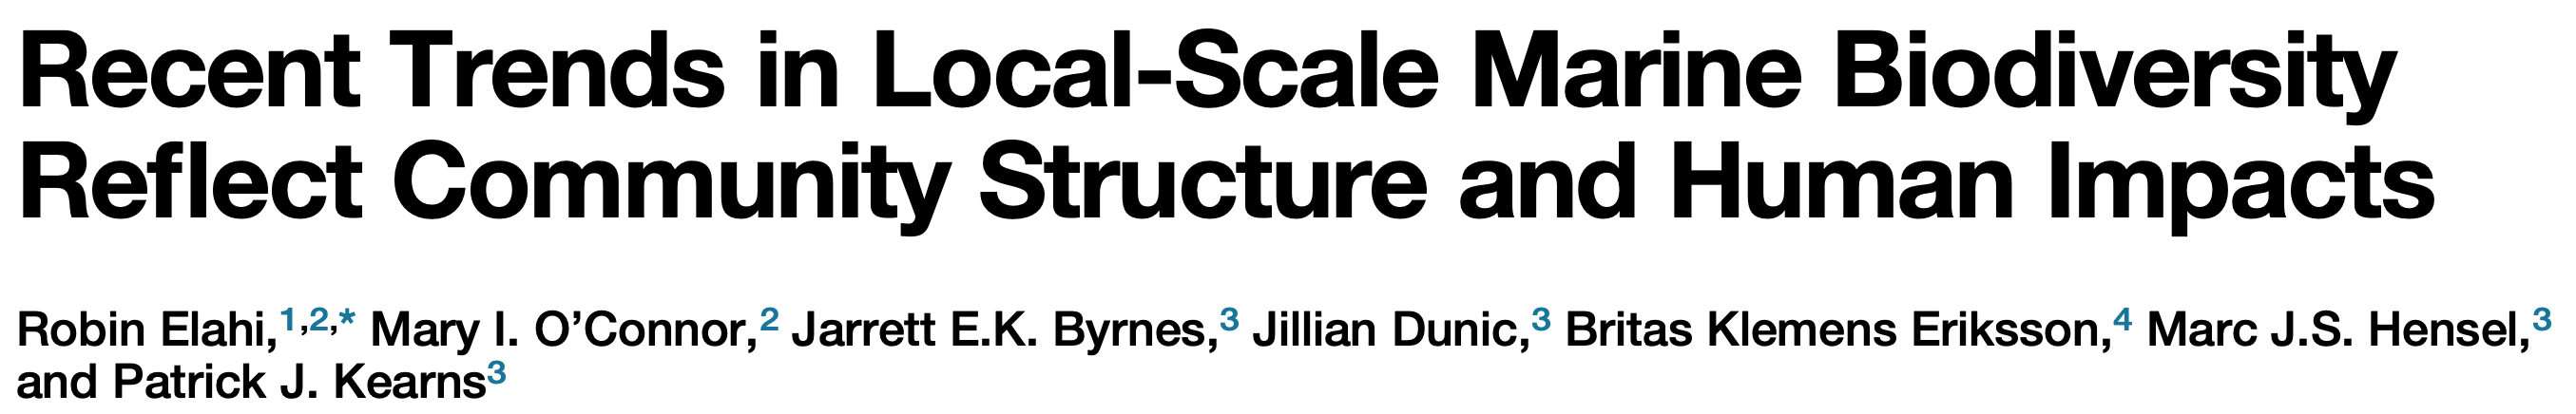 Recent Trends in Local-Scale Marine Biodiversity
Reflect Community Structure and Human Impacts
Robin Elahi,1,2,* Mary I. O’Connor,2 Jarrett E.K. Byrnes,3 Jillian Dunic,3 Britas Klemens Eriksson,4 Marc J.S. Hensel,3
and Patrick J. Kearns3